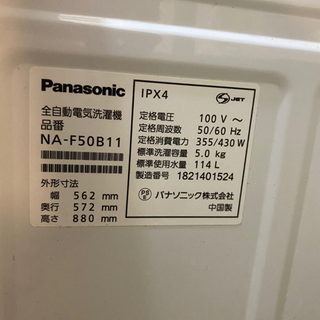 Panasonic
全自動電気洗濯機
品番
NA-F50B11
外形寸法
幅 562 mm
奥行 572 mm
高さ 880 mm
IPX4
S JET
定格電圧 100 V ～
定格周波数 50/60 Hz
定格消費電力 355/430 W
標準洗濯容量 5.0 kg
標準使用水量 114 L
製造番号 1821401524
PS E
パナソニック株式会社
中国製